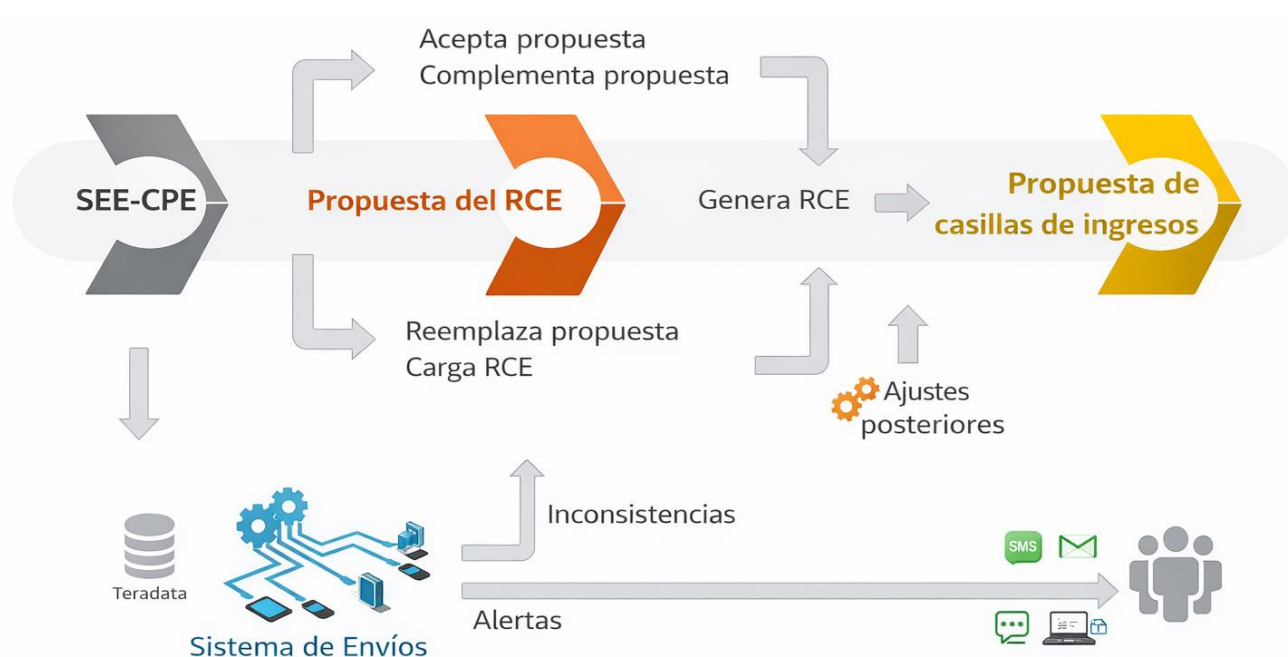 Acepta propuesta
Complementa propuesta
SEE-CPE
Propuesta del RCE
Genera RCE
Propuesta de
casillas de ingresos
Reemplaza propuesta
Carga RCE
Ajustes
posteriores
Inconsistencias
SMS
Teradata
Alertas
Sistema de Envíos